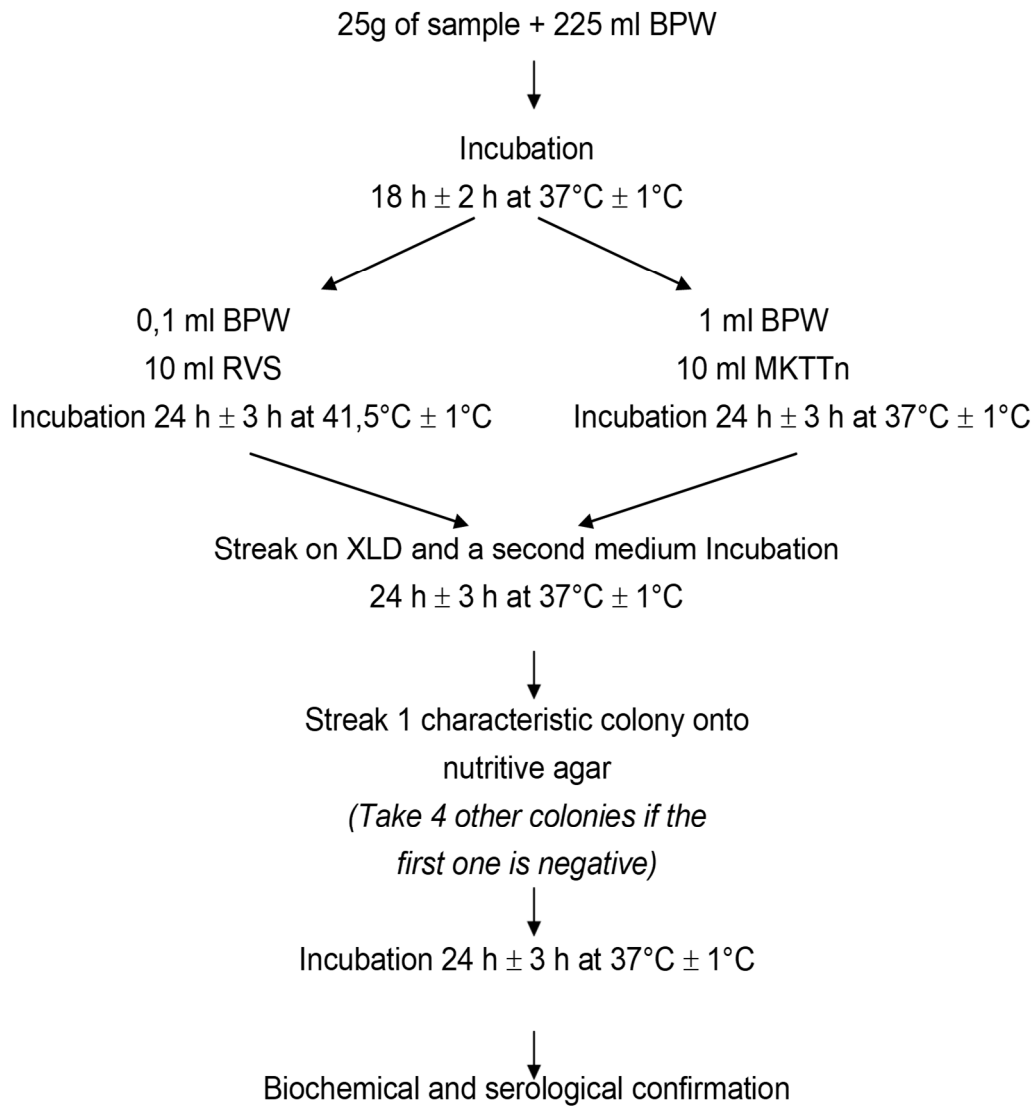 25g of sample + 225 ml BPW
Incubation
18 h ± 2 h at 37°C ± 1°C
0,1 ml BPW
10 ml RVS
Incubation 24 h ± 3 h at 41,5°C ± 1°C
1 ml BPW
10 ml MKTTn
Incubation 24 h ± 3 h at 37°C ± 1°C
Streak on XLD and a second medium Incubation
24 h ± 3 h at 37°C ± 1°C
Streak 1 characteristic colony onto
nutritive agar
(Take 4 other colonies if the
first one is negative)
Incubation 24 h ± 3 h at 37°C ± 1°C
Biochemical and serological confirmation